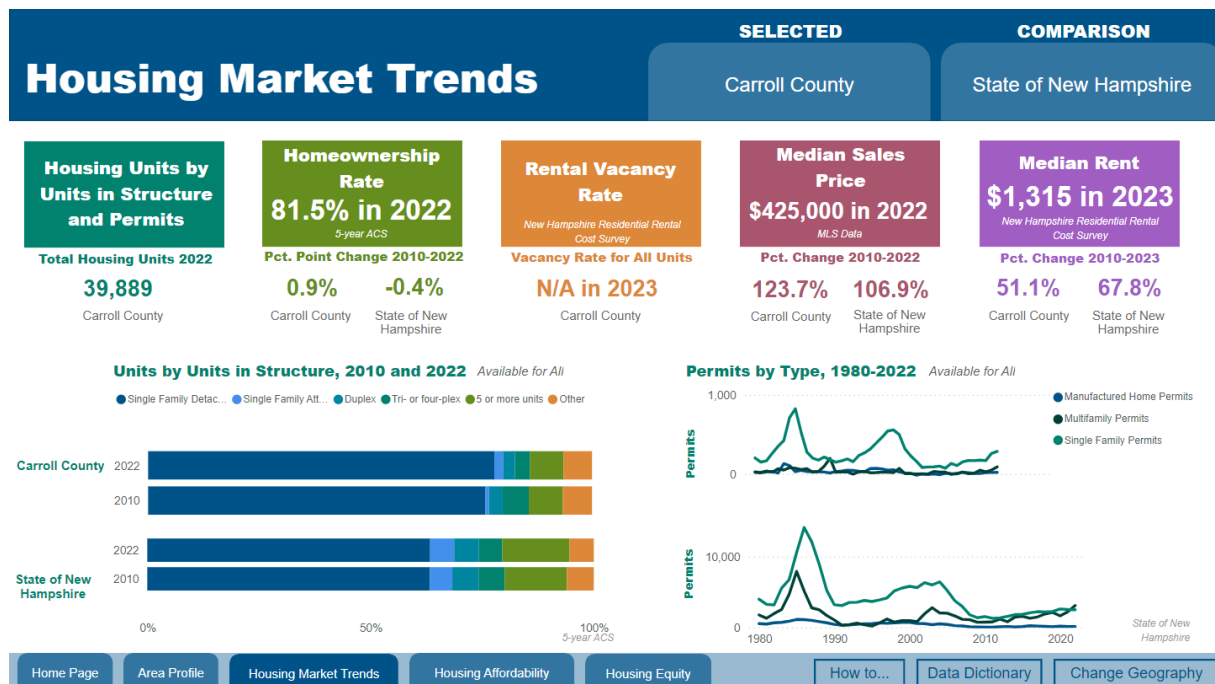 SELECTED
COMPARISON
Housing Market Trends
Carroll County
State of New Hampshire
Housing Units by
Units in Structure
and Permits
Total Housing Units 2022
39,889
Carroll County
Homeownership
Rate
81.5% in 2022
5-year ACS
Pct. Point Change 2010-2022
0.9%
-0.4%
Carroll County
State of New
Hampshire
Rental Vacancy
Rate
New Hampshire Residential Rental
Cost Survey
Vacancy Rate for All Units
N/A in 2023
Carroll County
Median Sales
Price
$425,000 in 2022
MLS Data
Pct. Change 2010-2022
123.7%
106.9%
Carroll County
State of New
Hampshire
Median Rent
$1,315 in 2023
New Hampshire Residential Rental
Cost Survey
Pct. Change 2010-2023
51.1%
67.8%
Carroll County
State of New
Hampshire
Units by Units in Structure, 2010 and 2022 Available for All
Single Family Detac... Single Family Att... Duplex Tri- or four-plex 5 or more units Other
Carroll County 2022
2010
2022
State of New
Hampshire
2010
0% 50% 100%
5-year ACS
Permits by Type, 1980-2022 Available for All
1,000
Permits
0
Manufactured Home Permits
Multifamily Permits
Single Family Permits
10,000
Permits
0
1980 1990 2000 2010 2020
State of New
Hampshire
Home Page Area Profile Housing Market Trends Housing Affordability Housing Equity How to... Data Dictionary Change Geography